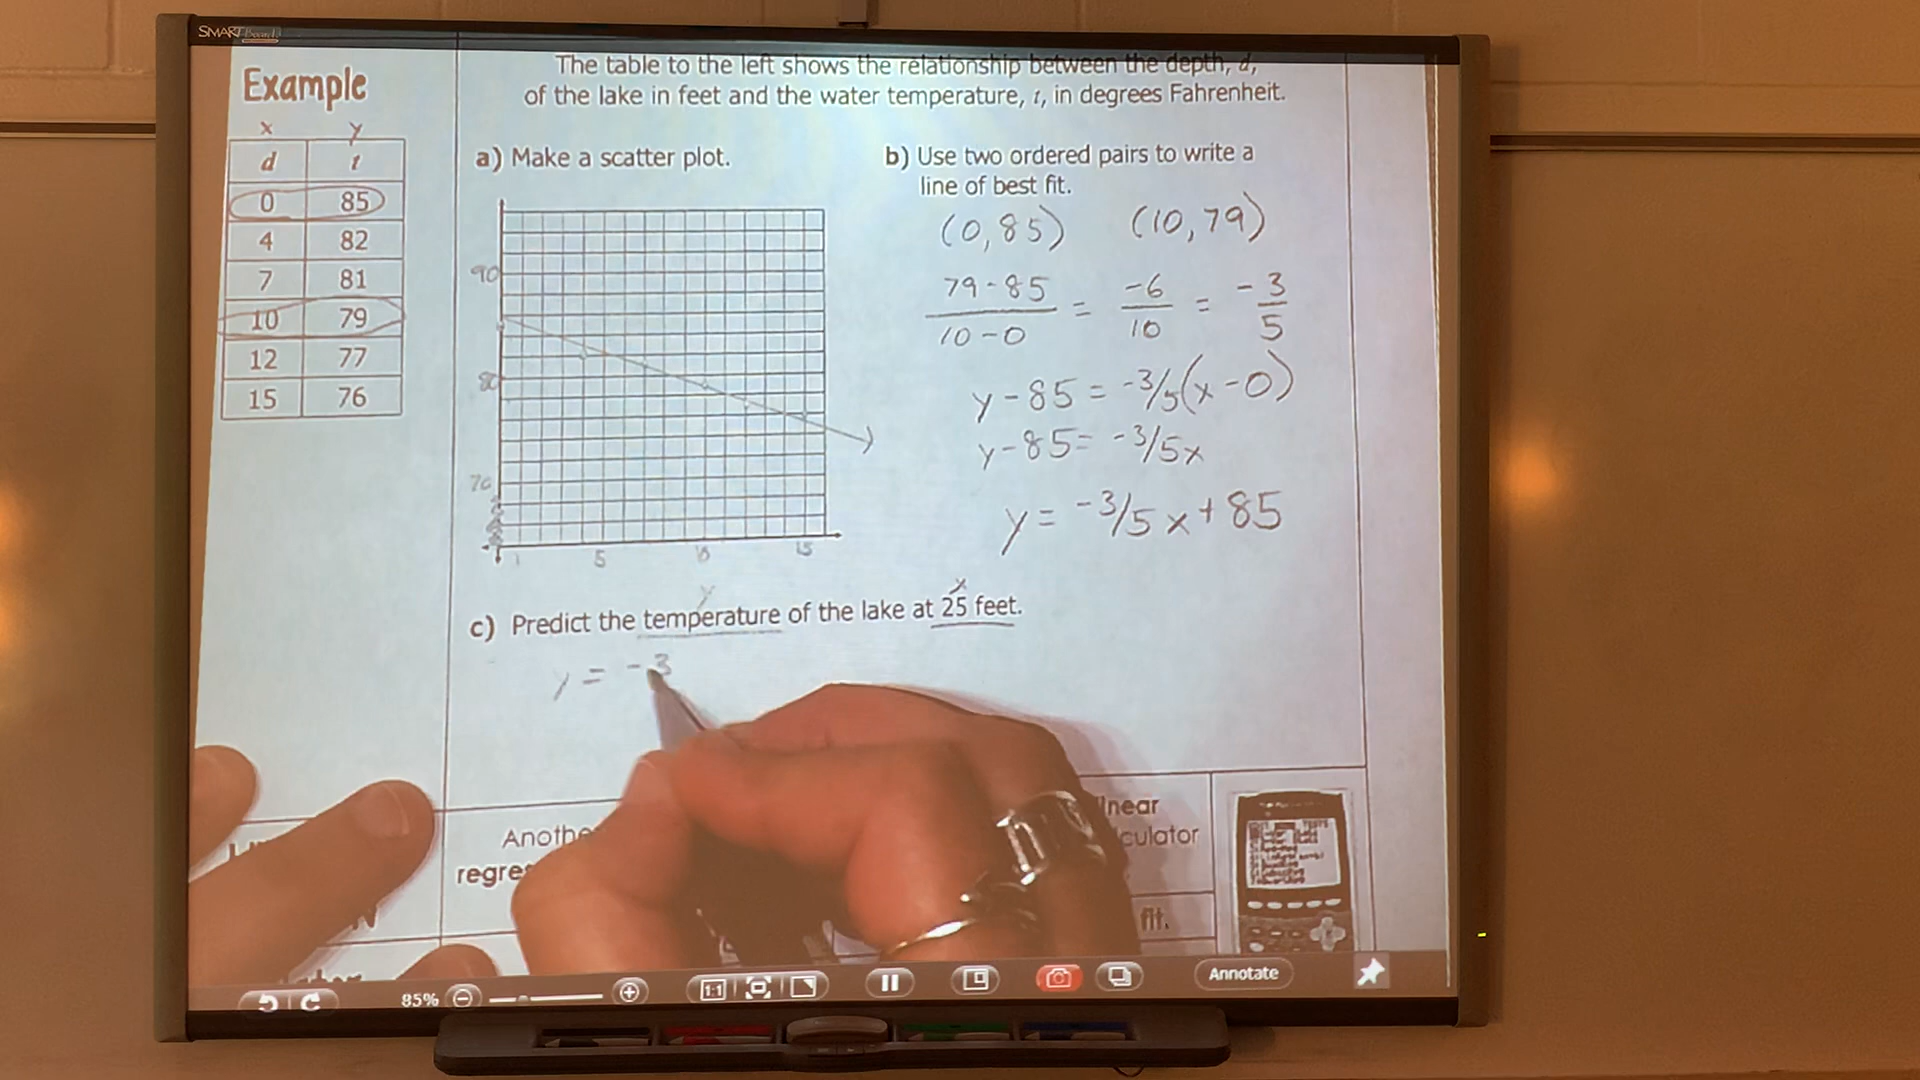 SMART Board
Example
The table to the left shows the relationship between the depth, d,
of the lake in feet and the water temperature, t, in degrees Fahrenheit.
x y
d t
0 85
4 82
7 81
10 79
12 77
15 76
a) Make a scatter plot.
90
80
70
1 5 10 15
b) Use two ordered pairs to write a
line of best fit.
(0,85) (10,79)
79-85 / 10-0 = -6/10 = -3/5
y-85 = -3/5(x-0)
y-85 = -3/5x
y = -3/5x+85
y x
c) Predict the temperature of the lake at 25 feet.
y = -3
regre
culator
fit.
85%
1:1
Annotate